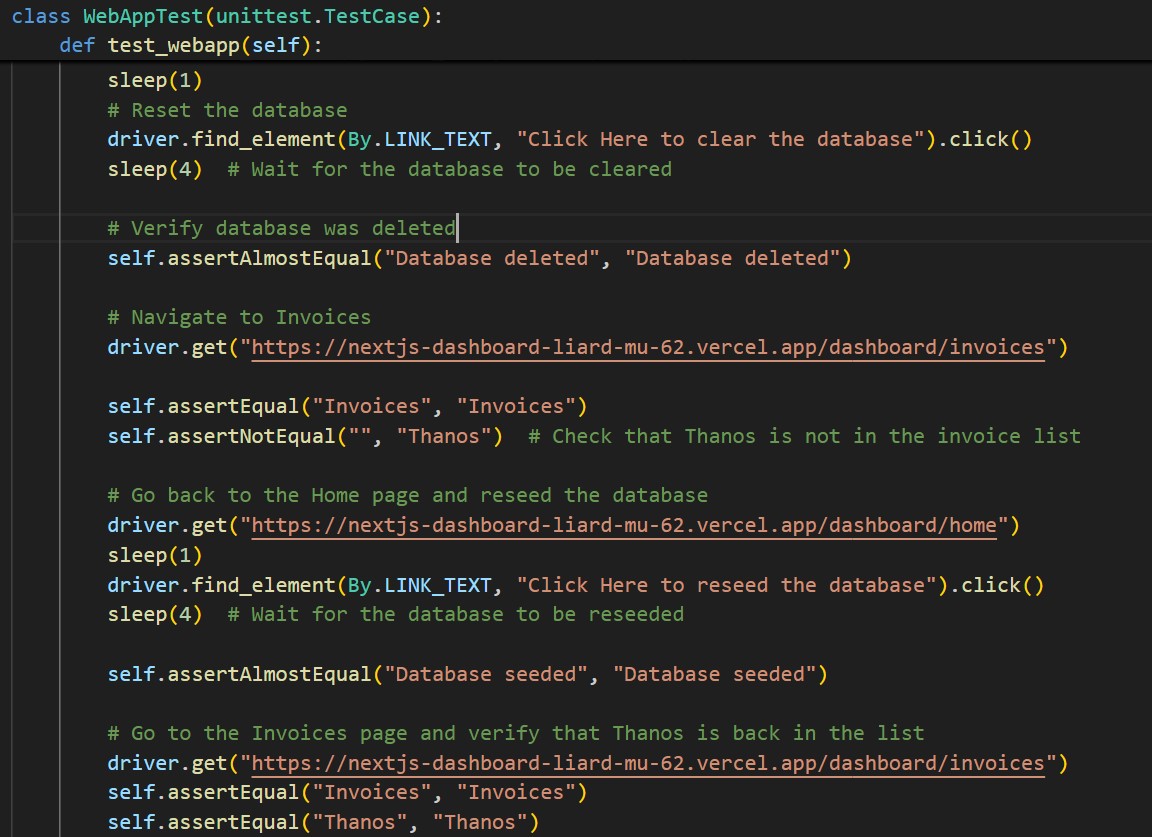 class WebAppTest(unittest.TestCase):
def test_webapp(self):
sleep(1)
# Reset the database
driver.find_element(By.LINK_TEXT, "Click Here to clear the database").click()
sleep(4)  # Wait for the database to be cleared
# Verify database was deleted
self.assertAlmostEqual("Database deleted", "Database deleted")
# Navigate to Invoices
driver.get("https://nextjs-dashboard-liard-mu-62.vercel.app/dashboard/invoices")
self.assertEqual("Invoices", "Invoices")
self.assertNotEqual("", "Thanos")  # Check that Thanos is not in the invoice list
# Go back to the Home page and reseed the database
driver.get("https://nextjs-dashboard-liard-mu-62.vercel.app/dashboard/home")
sleep(1)
driver.find_element(By.LINK_TEXT, "Click Here to resed the database").click()
sleep(4)  # Wait for the database to be reseeded
self.assertAlmostEqual("Database seeded", "Database seeded")
# Go to the Invoices page and verify that Thanos is back in the list
driver.get("https://nextjs-dashboard-liard-mu-62.vercel.app/dashboard/invoices")
self.assertEqual("Invoices", "Invoices")
self.assertEqual("Thanos", "Thanos")